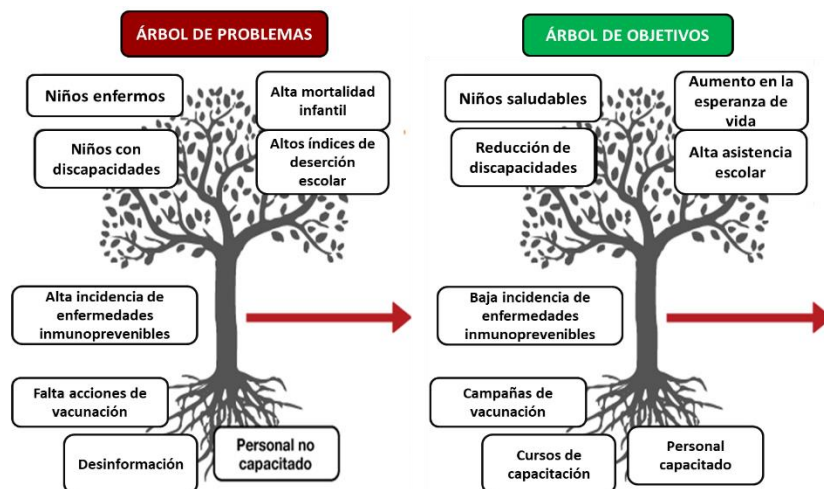 ÁRBOL DE PROBLEMAS
Niños enfermos
Alta mortalidad
infantil
Niños con
discapacidades
Altos índices de
deserción
escolar
Alta incidencia de
enfermedades
inmunoprevenibles
Falta acciones de
vacunación
Desinformación
Personal no
capacitado
ÁRBOL DE OBJETIVOS
Niños saludables
Aumento en la
esperanza de
vida
Reducción de
discapacidades
Alta asistencia
escolar
Baja incidencia de
enfermedades
inmunoprevenibles
Campañas de
vacunación
Cursos de
capacitación
Personal
capacitado